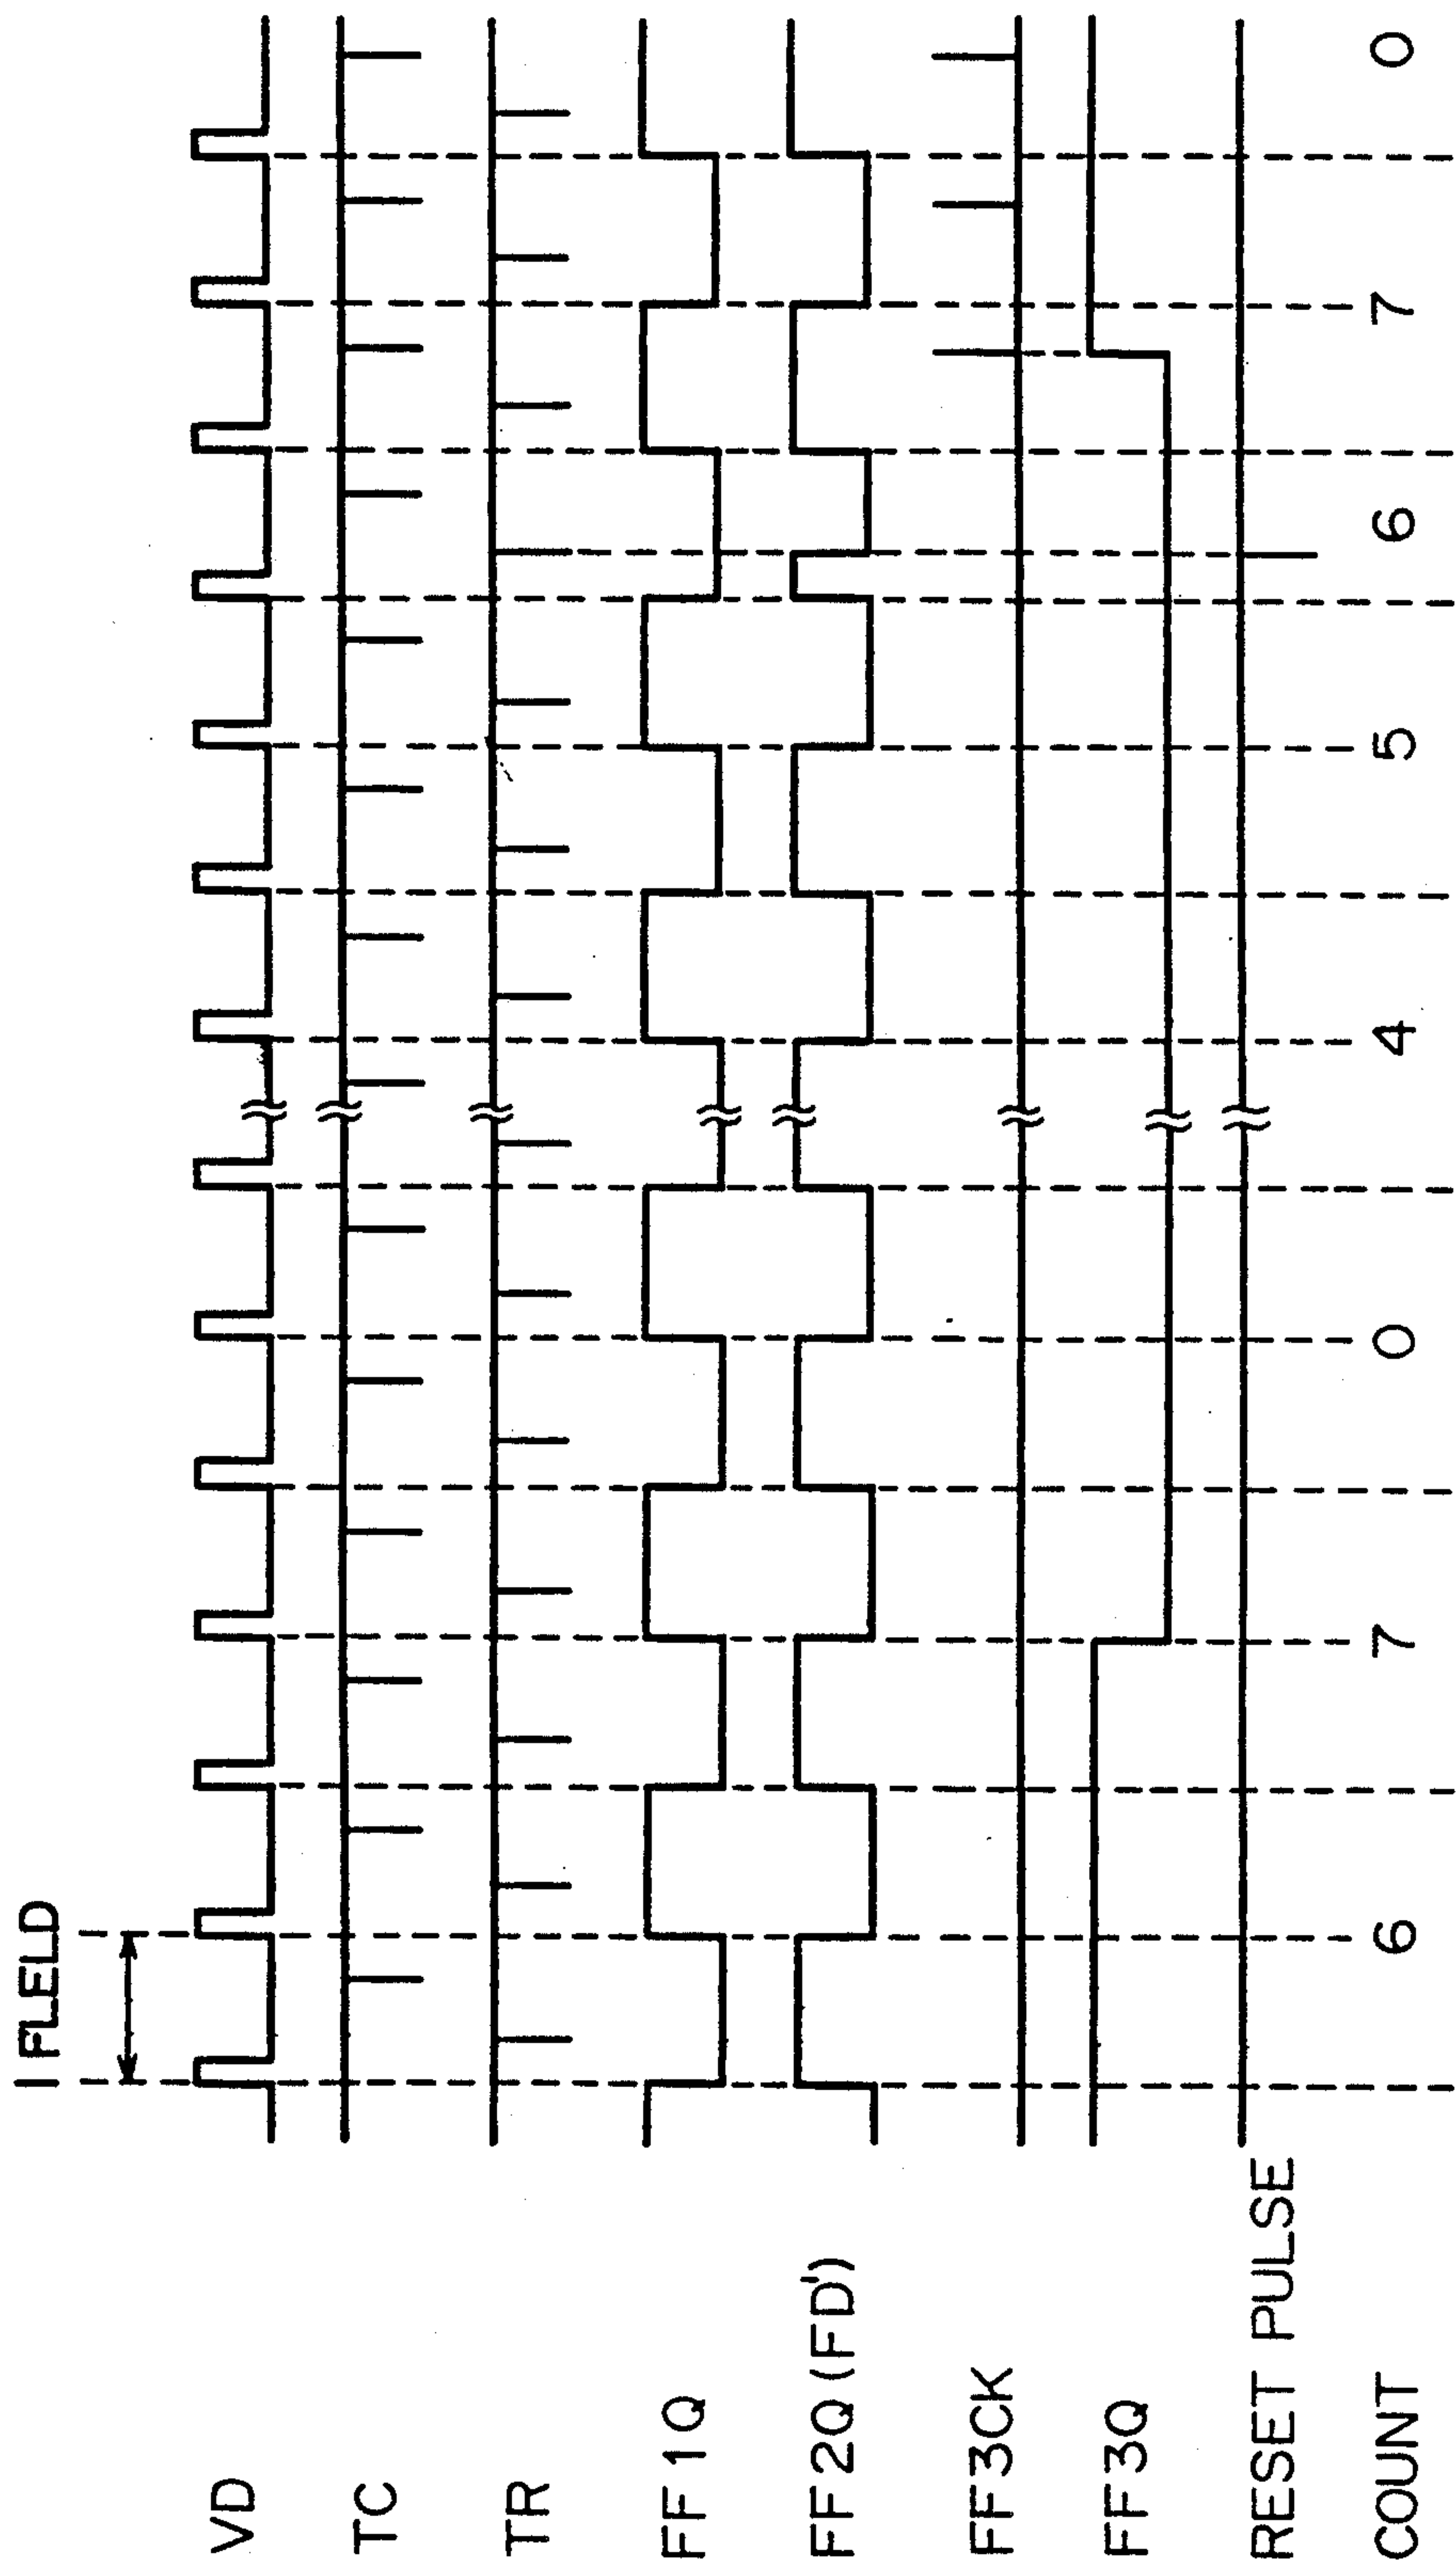 1 FLELD
VD
TC
TR
FF1Q
FF2Q(FD')
FF3CK
FF3Q
RESET PULSE
COUNT 6 7 0 4 5 6 7 0